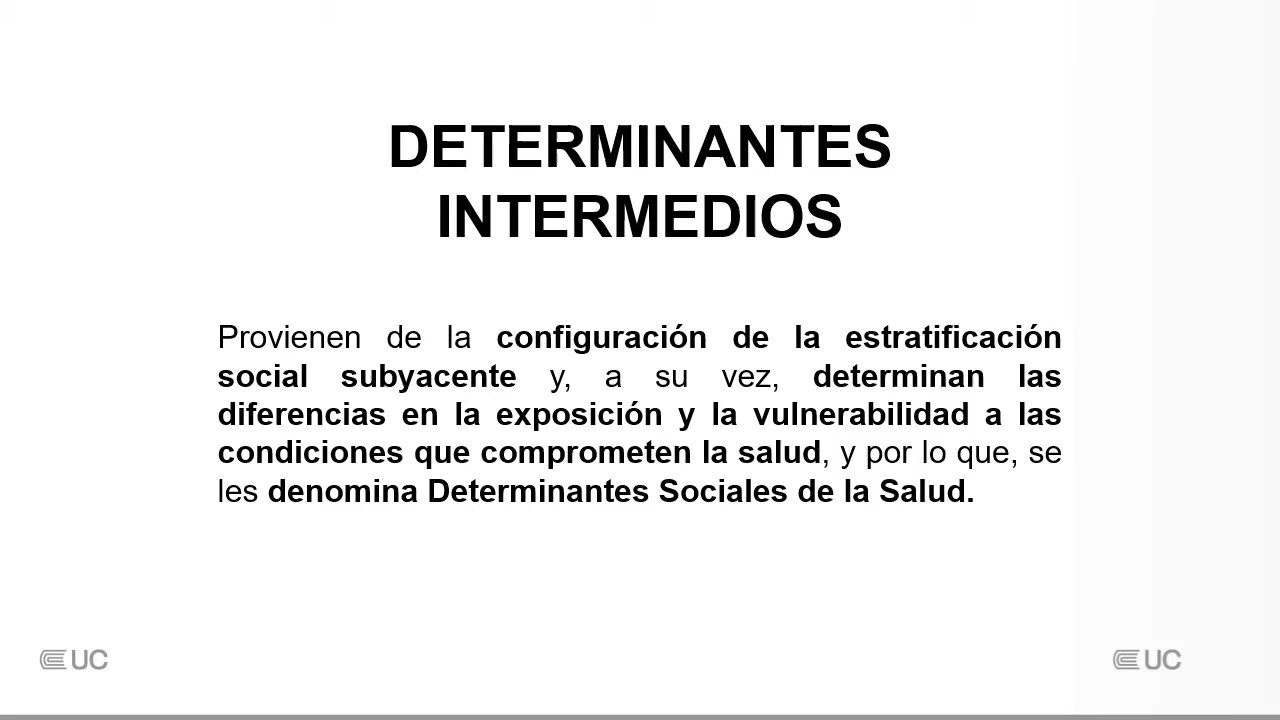 DETERMINANTES
INTERMEDIOS
Provienen de la configuración de la estratificación
social subyacente y, a su vez, determinan las
diferencias en la exposición y la vulnerabilidad a las
condiciones que comprometen la salud, y por lo que, se
les denomina Determinantes Sociales de la Salud.
UC
UC